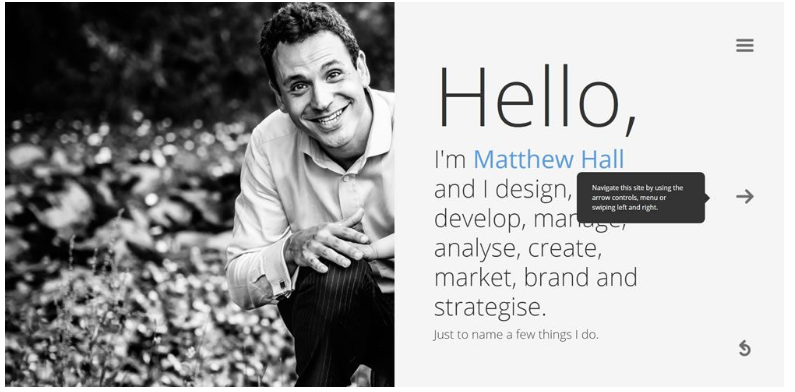 Hello,
I'm Matthew Hall
and I design,
develop, manage,
analyse, create,
market, brand and
strategise.
Just to name a few things I do.
Navigate this site by using the
arrow controls, menu or
swiping left and right.